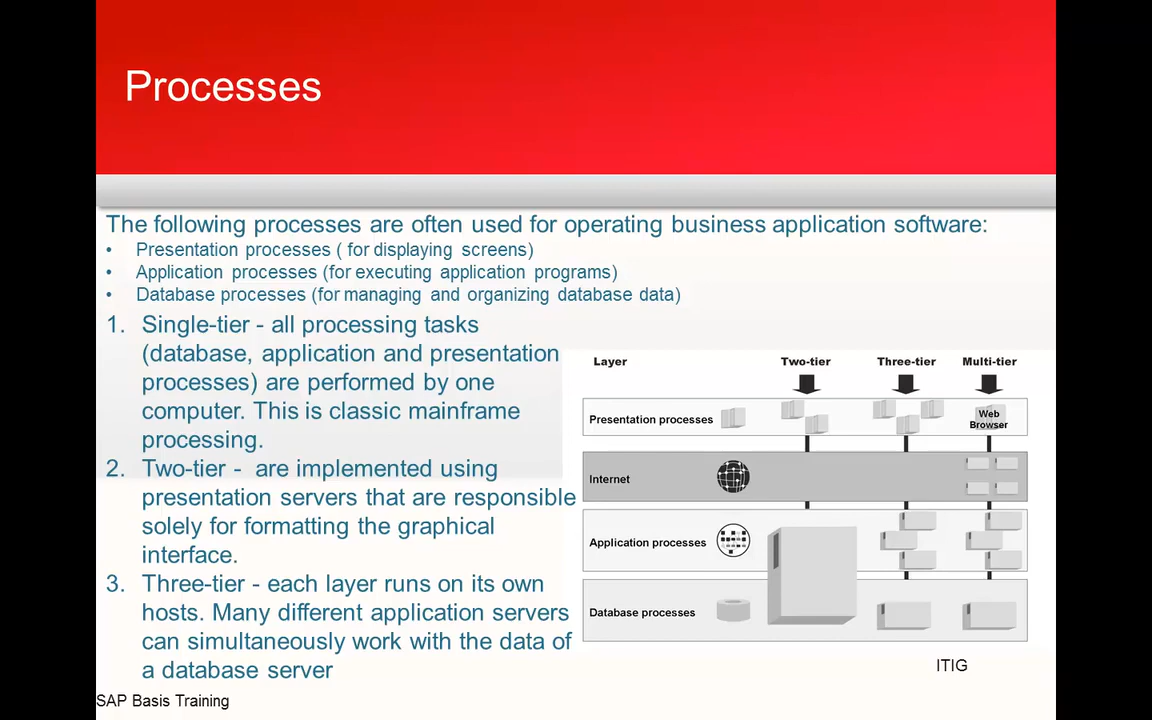 Processes
The following processes are often used for operating business application software:
• Presentation processes ( for displaying screens)
• Application processes (for executing application programs)
• Database processes (for managing and organizing database data)
1. Single-tier - all processing tasks
(database, application and presentation
processes) are performed by one
computer. This is classic mainframe
processing.
2. Two-tier - are implemented using
presentation servers that are responsible
solely for formatting the graphical
interface.
3. Three-tier - each layer runs on its own
hosts. Many different application servers
can simultaneously work with the data of
a database server
Layer Two-tier Three-tier Multi-tier
Presentation processes
Web
Browser
Internet
Application processes
Database processes
ITIG
SAP Basis Training